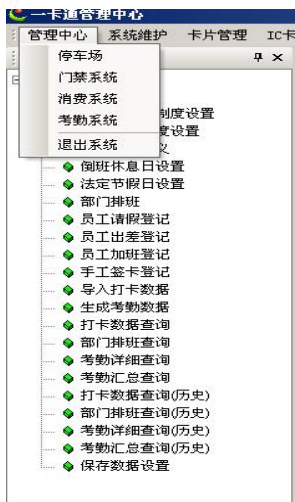 一卡通管理中心
管理中心 系统维护 卡片管理 IC卡
停车场
门禁系统
消费系统
考勤系统
退出系统
制度设置
度设置
义
倒班休息日设置
法定节假日设置
部门排班
员工请假登记
员工出差登记
员工加班登记
手工签卡登记
导入打卡数据
生成考勤数据
打卡数据查询
部门排班查询
考勤详细查询
考勤汇总查询
打卡数据查询(历史)
部门排班查询(历史)
考勤详细查询(历史)
考勤汇总查询(历史)
保存数据设置